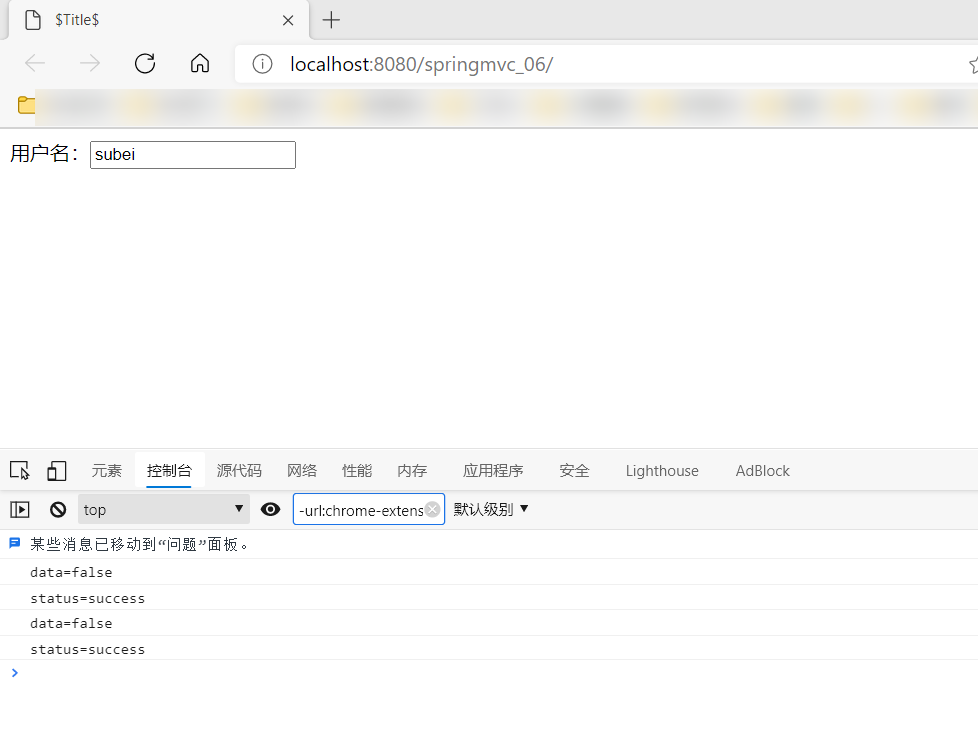 $Title$
localhost:8080/springmvc_06/
用户名： subei
元素 控制台 源代码 网络 性能 内存 应用程序 安全 Lighthouse AdBlock
top -url:chrome-extens 默认级别
某些消息已移动到“问题”面板。
data=false
status=success
data=false
status=success